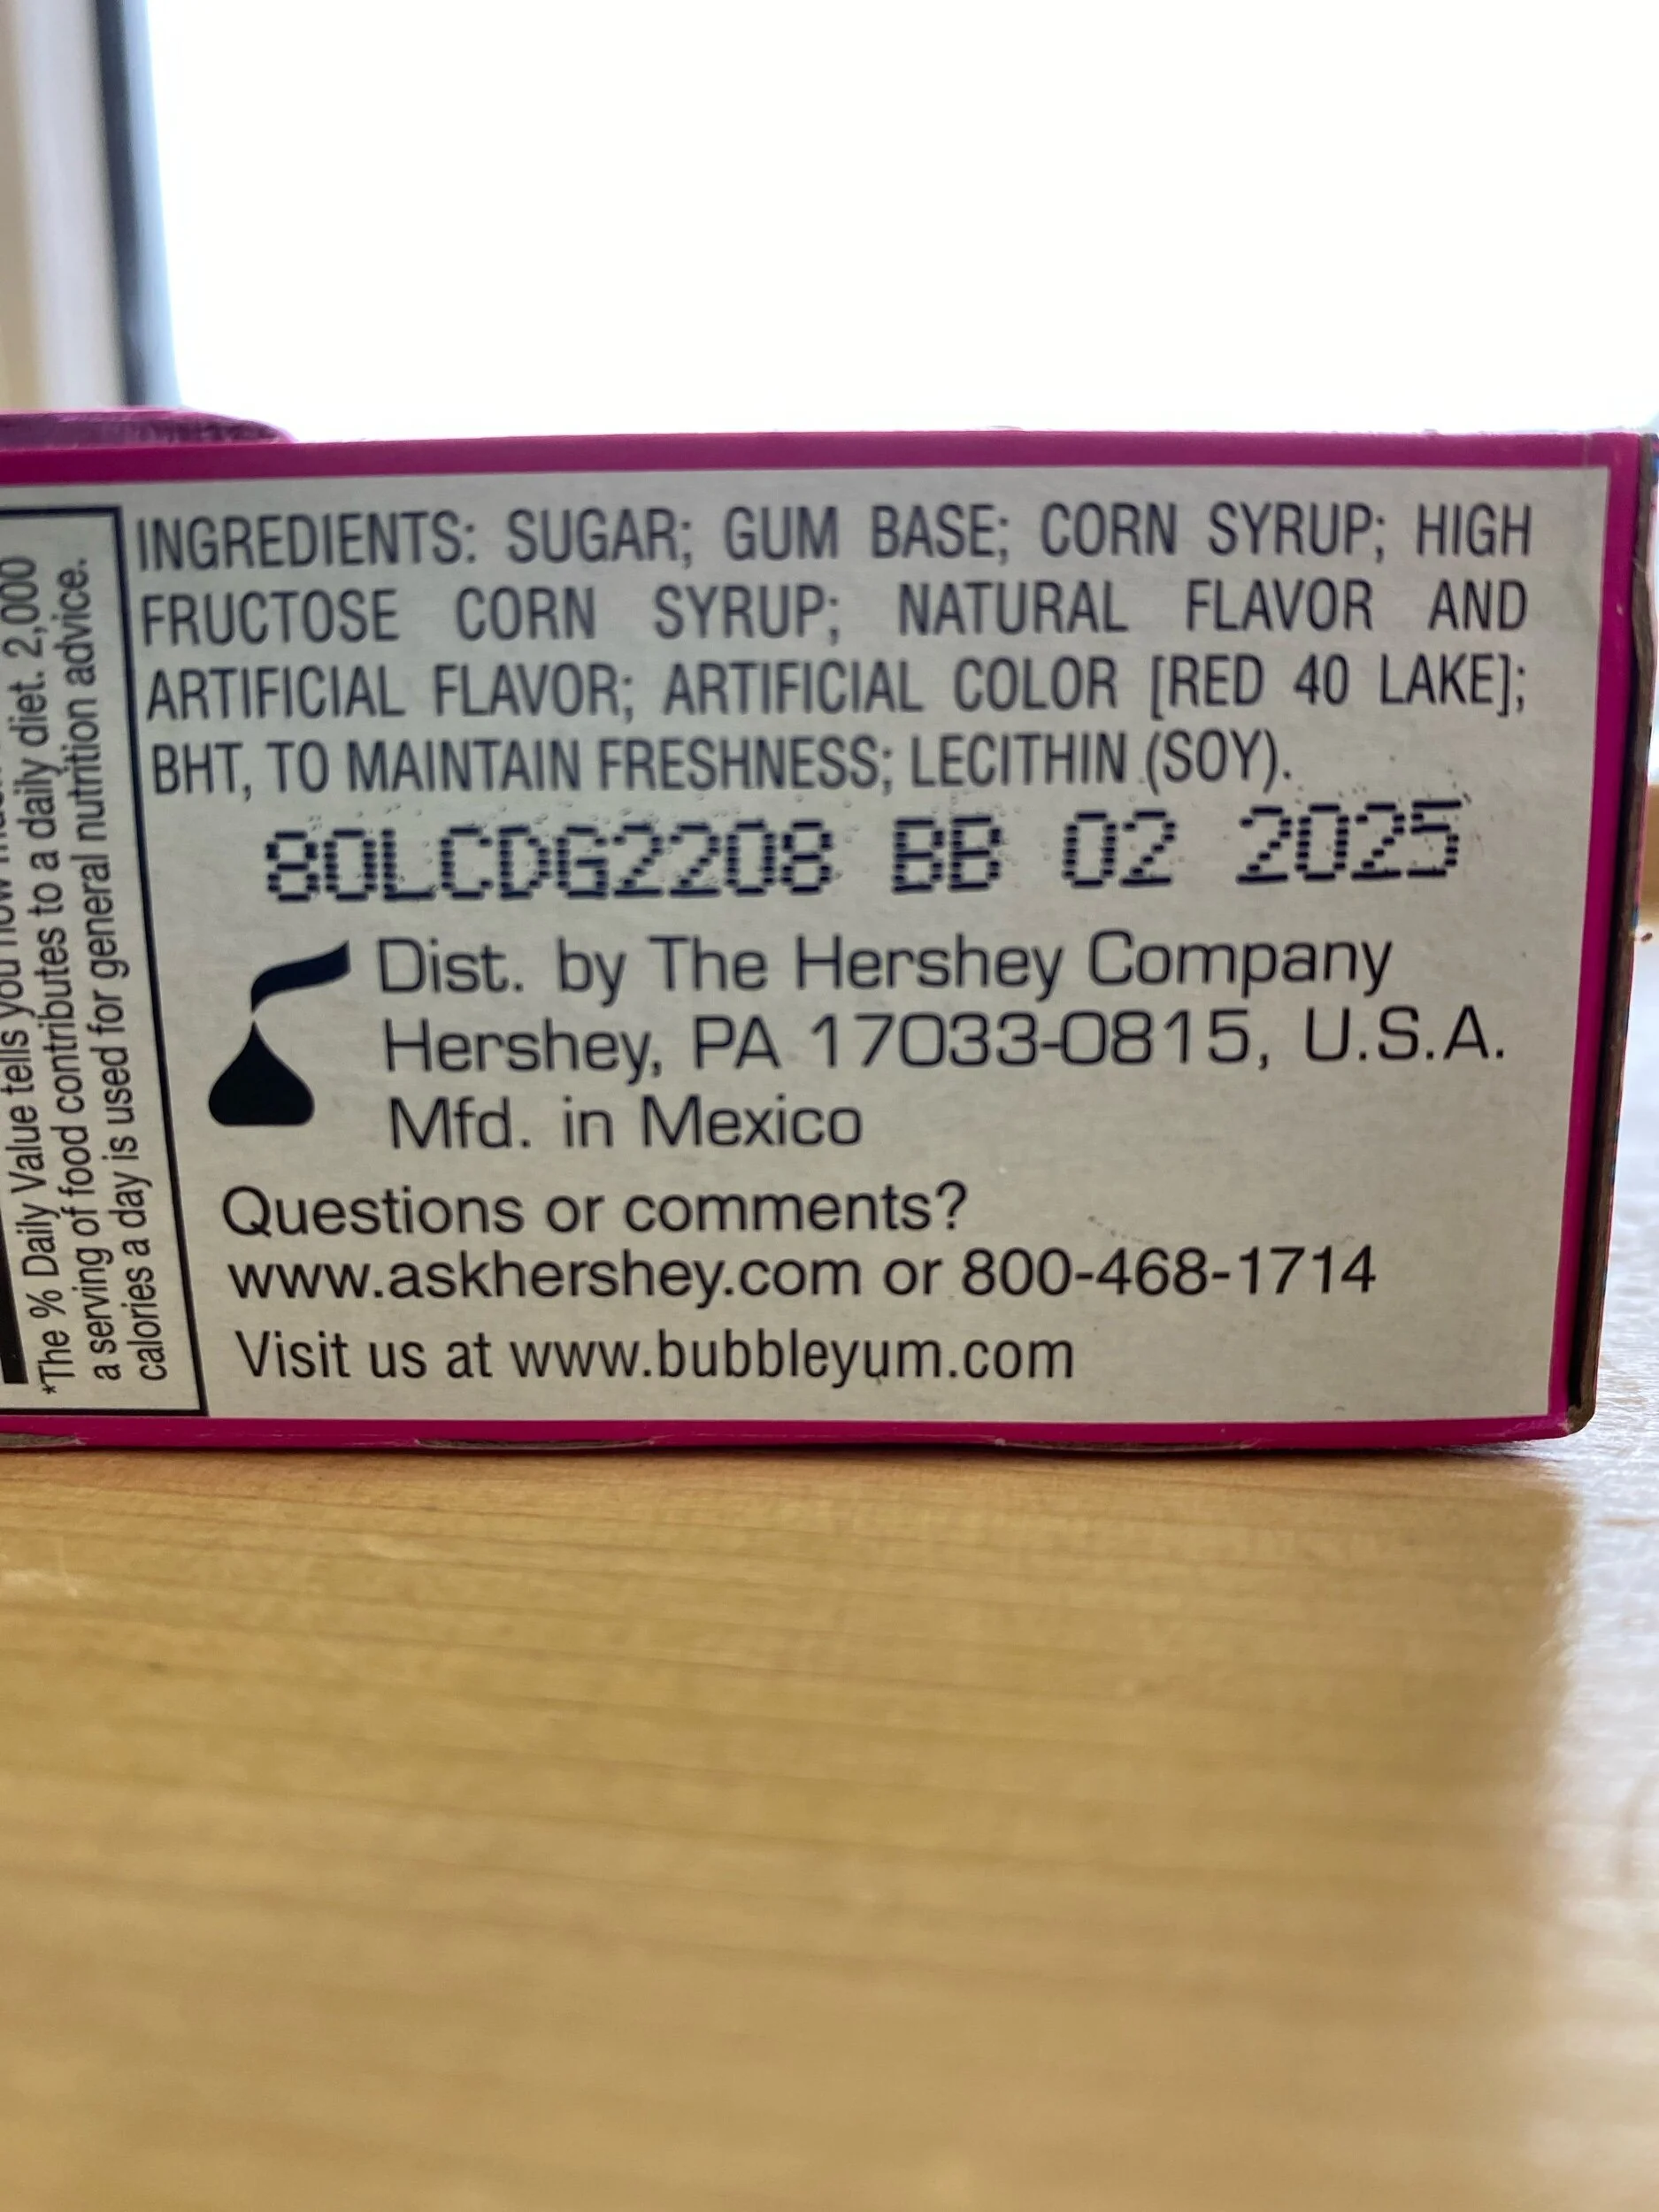 *The % Daily Value tells you how
a serving of food contributes to a daily diet. 2,000
calories a day is used for general nutrition advice.
INGREDIENTS: SUGAR; GUM BASE; CORN SYRUP; HIGH
FRUCTOSE CORN SYRUP; NATURAL FLAVOR AND
ARTIFICIAL FLAVOR; ARTIFICIAL COLOR [RED 40 LAKE];
BHT, TO MAINTAIN FRESHNESS; LECITHIN (SOY).
80LCDG2208 BB 02 2025
Dist. by The Hershey Company
Hershey, PA 17033-0815, U.S.A.
Mfd. in Mexico
Questions or comments?
www.askhershey.com or 800-468-1714
Visit us at www.bubbleyum.com